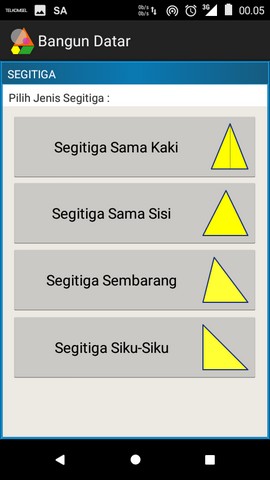 TELKOMSEL SA 0b/s 0b/s 3G 00.05
Bangun Datar
SEGITIGA
Pilih Jenis Segitiga :
Segitiga Sama Kaki
Segitiga Sama Sisi
Segitiga Sembarang
Segitiga Siku-Siku